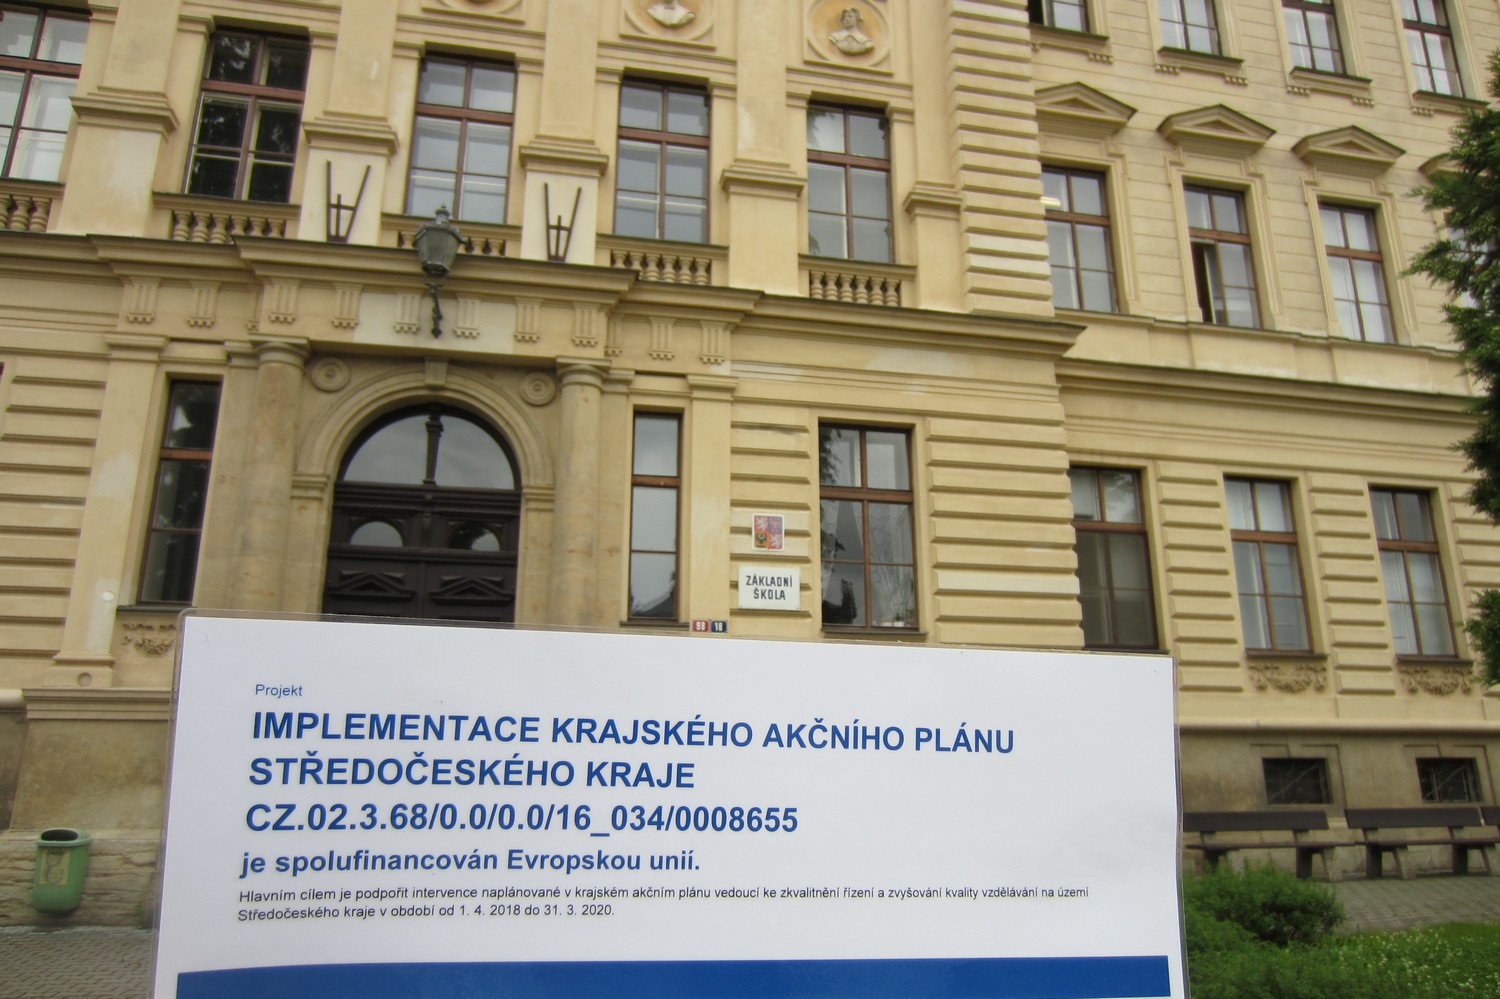 ZÁKLADNÍ
ŠKOLA
98 18
Projekt
IMPLEMENTACE KRAJSKÉHO AKČNÍHO PLÁNU
STŘEDOČESKÉHO KRAJE
CZ.02.3.68/0.0/0.0/16_034/0008655
je spolufinancován Evropskou unií.
Hlavním cílem je podpořit intervence naplánované v krajském akčním plánu vedoucí ke zkvalitnění řízení a zvyšování kvality vzdělávání na území
Středočeského kraje v období od 1. 4. 2018 do 31. 3. 2020.